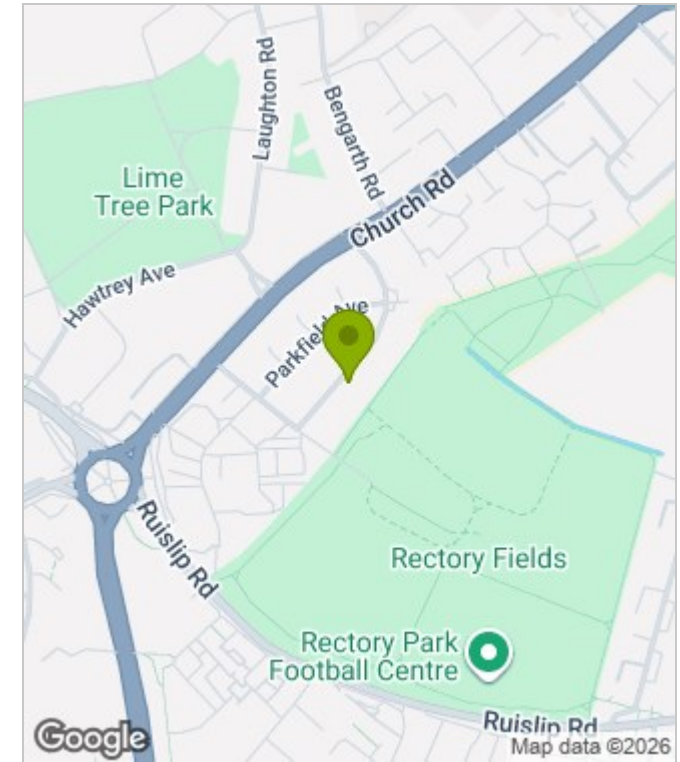 Laughton Rd
Bengarth Rd
Lime
Tree Park
Church Rd
Hawtrey Ave
Parkfield Ave
Ruislip Rd
Rectory Fields
Rectory Park
Football Centre
Ruislip Rd
Google
Map data ©2026